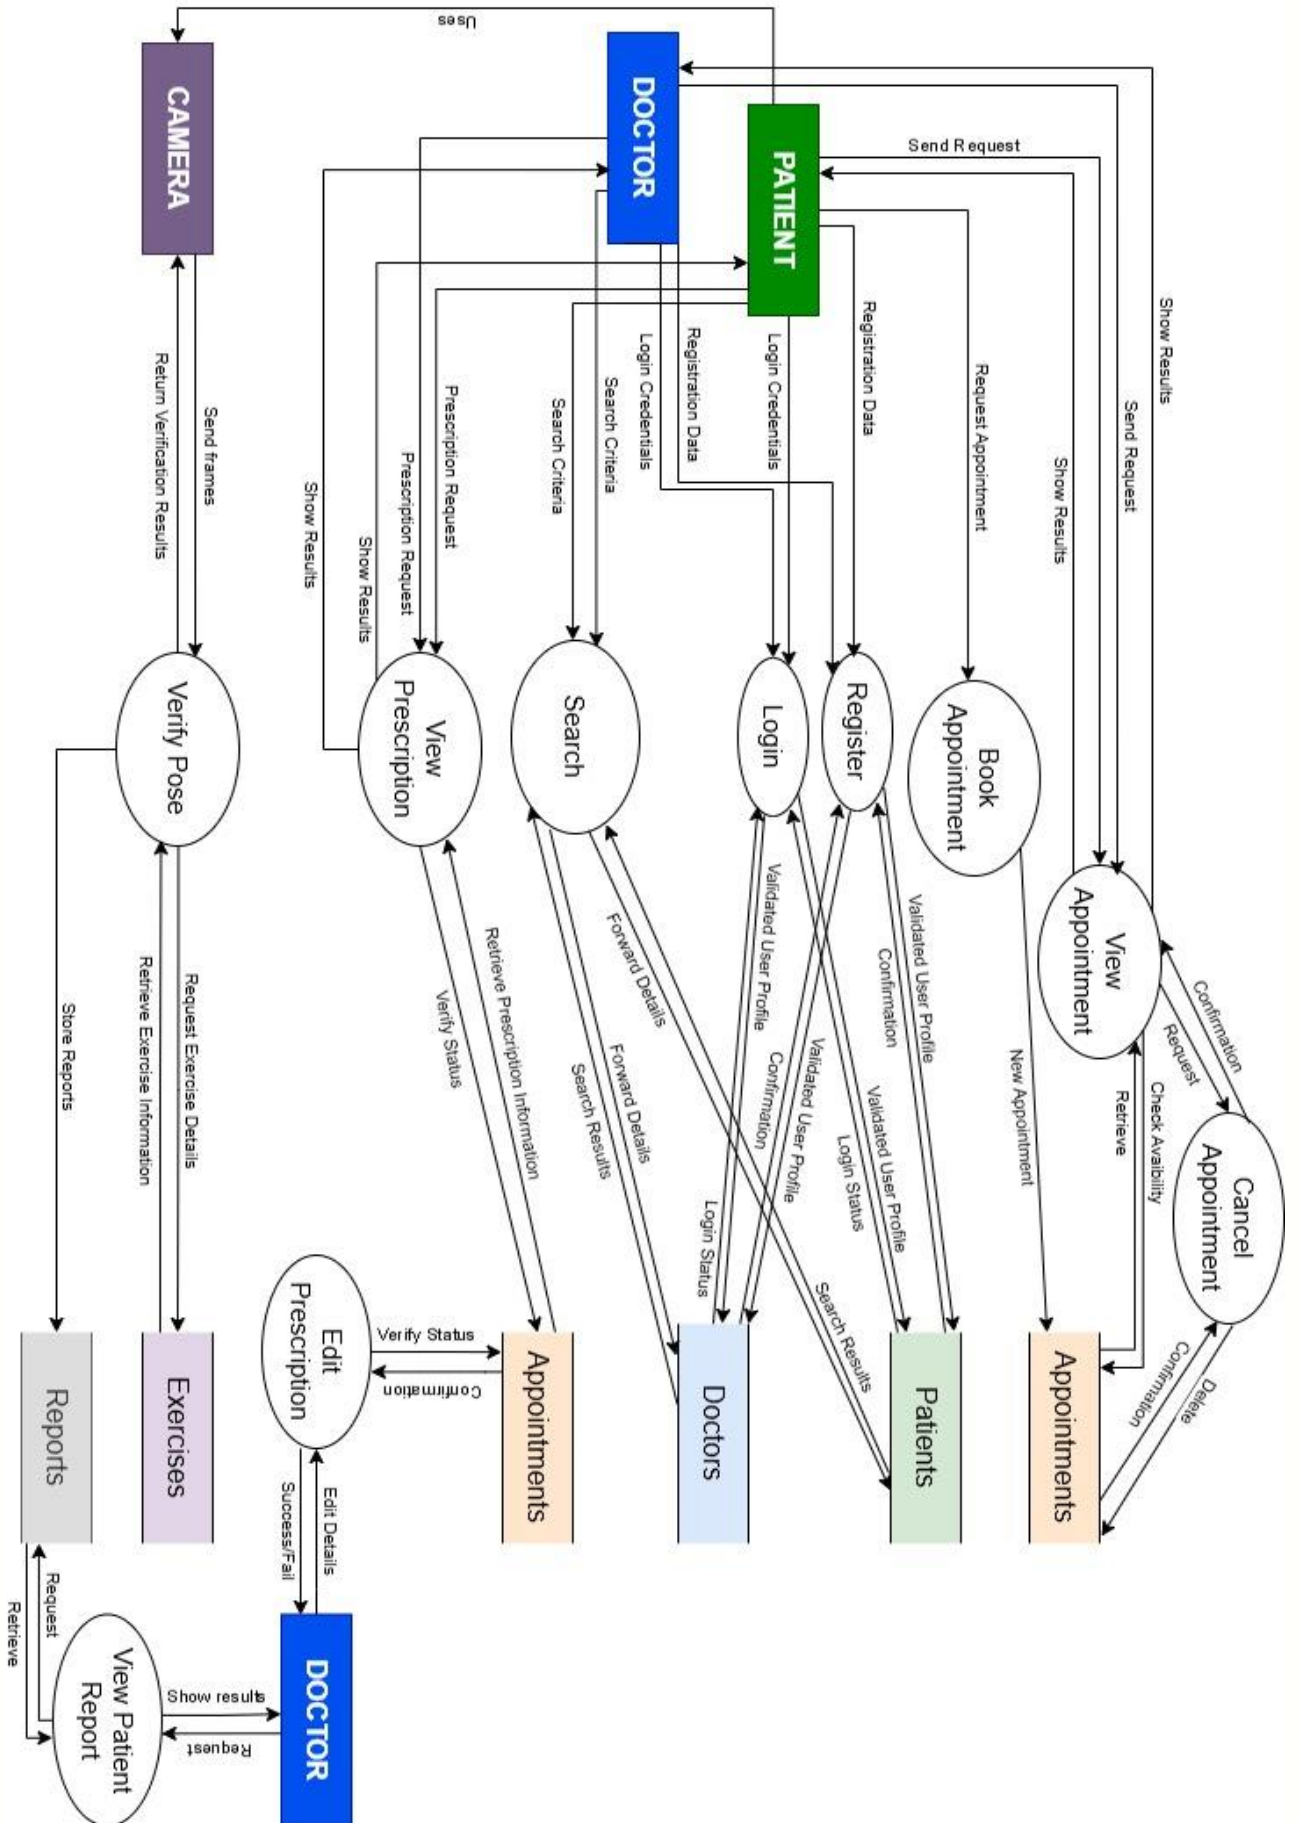 Show Results
Send Request
Show Results
Send Request
Confirmation
Request
Cancel
Appointment
View
Appointment
Check Avaibility
Retrieve
Confirmation
Delete
Request Appointment
Book
Appointment
New Appointment
Appointments
PATIENT
Registration Data
Login Credentials
Register
Validated User Profile
Confirmation
Validated User Profile
Login Status
Patients
Login
Validated User Profile
Confirmation
Validated User Profile
Login Status
Doctors
DOCTOR
Registration Data
Login Credentials
Search Criteria
Search Criteria
Search
Forward Details
Search Results
Forward Details
Search Results
Prescription Request
Prescription Request
Show Results
Show Results
View
Prescription
Retrieve Prescription Information
Verify Status
Appointments
Verify Status
Confirmation
Edit
Prescription
Edit Details
Success/Fail
DOCTOR
Uses
CAMERA
Send frames
Return Verification Results
Verify Pose
Request Exercise Details
Retrieve Exercise Information
Exercises
Store Reports
Reports
Request
Retrieve
View Patient
Report
Show results
Request